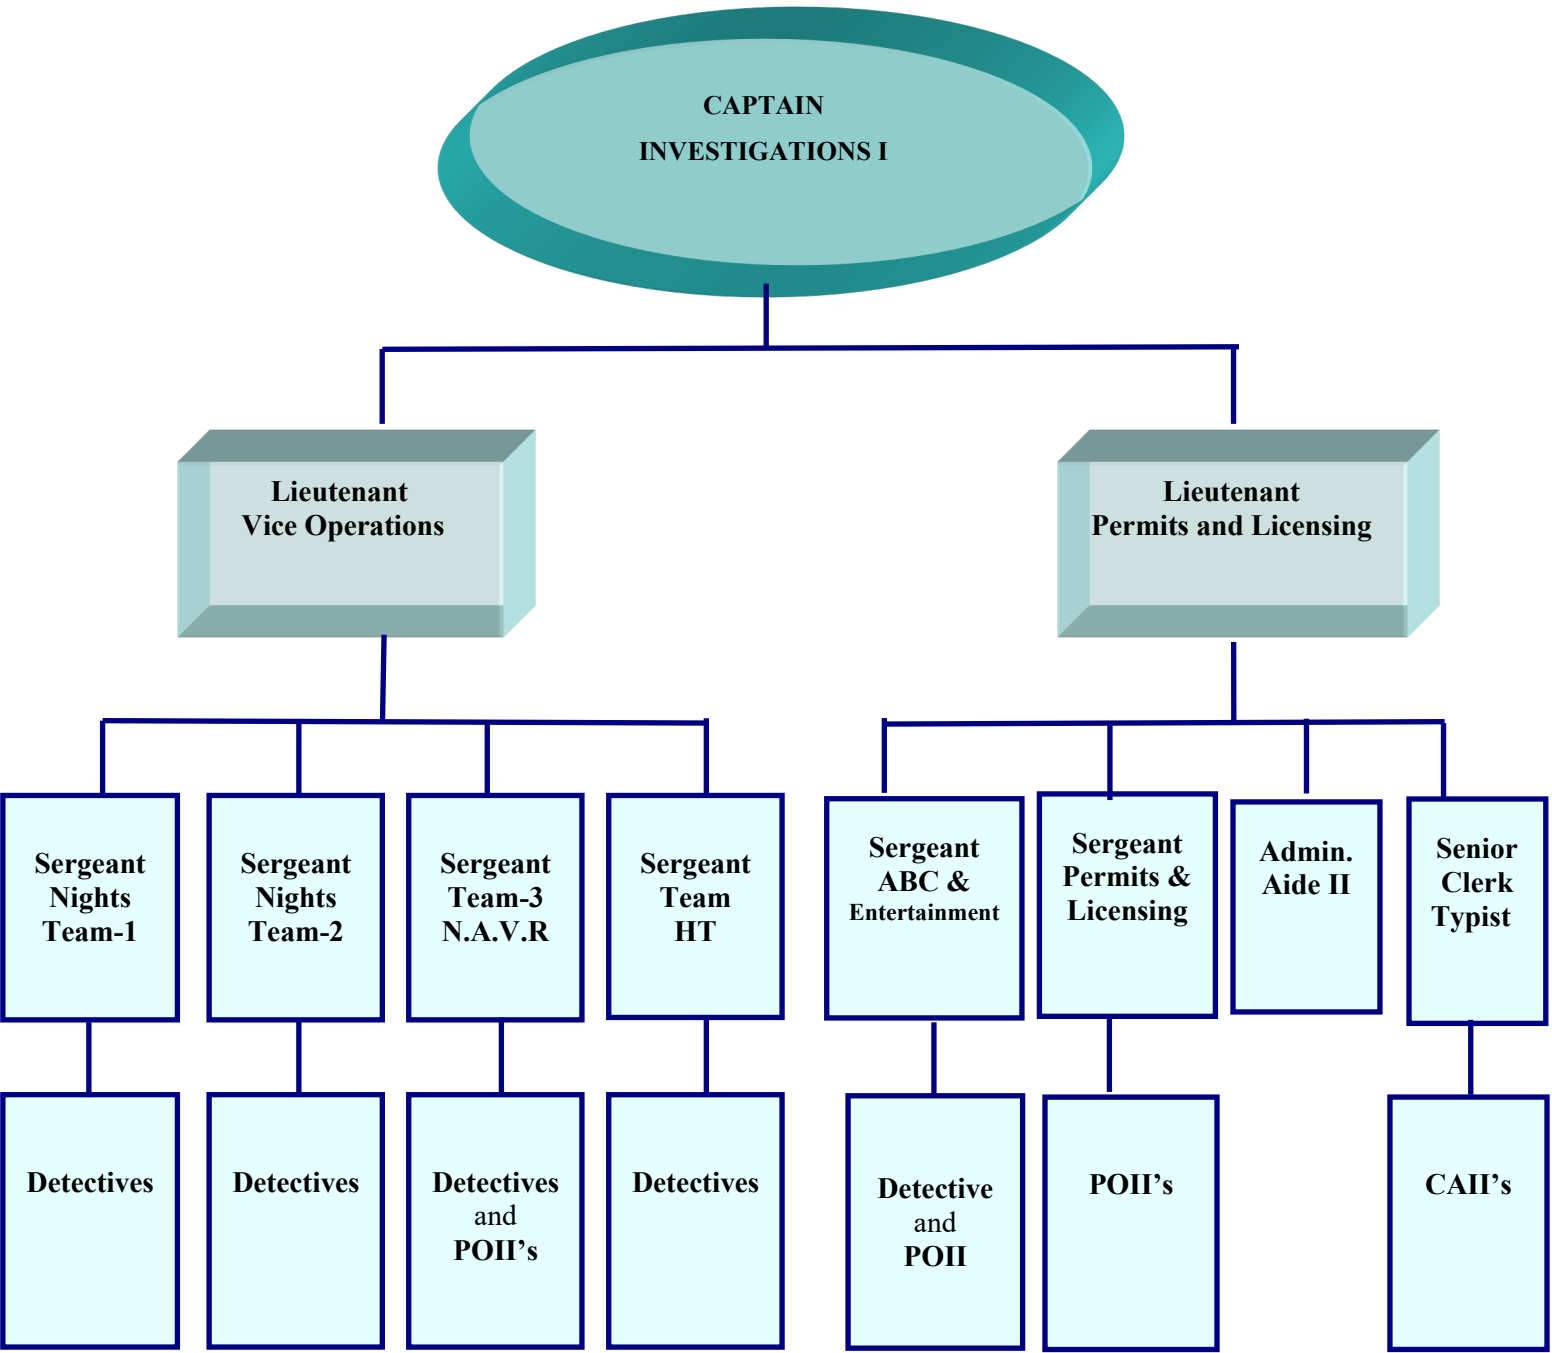 CAPTAIN
INVESTIGATIONS I
Lieutenant
Vice Operations
Lieutenant
Permits and Licensing
Sergeant
Nights
Team-1
Sergeant
Nights
Team-2
Sergeant
Team-3
N.A.V.R
Sergeant
Team
HT
Sergeant
ABC &
Entertainment
Sergeant
Permits &
Licensing
Admin.
Aide II
Senior
Clerk
Typist
Detectives
Detectives
Detectives
and
POII’s
Detectives
Detective
and
POII
POII’s
CAII’s